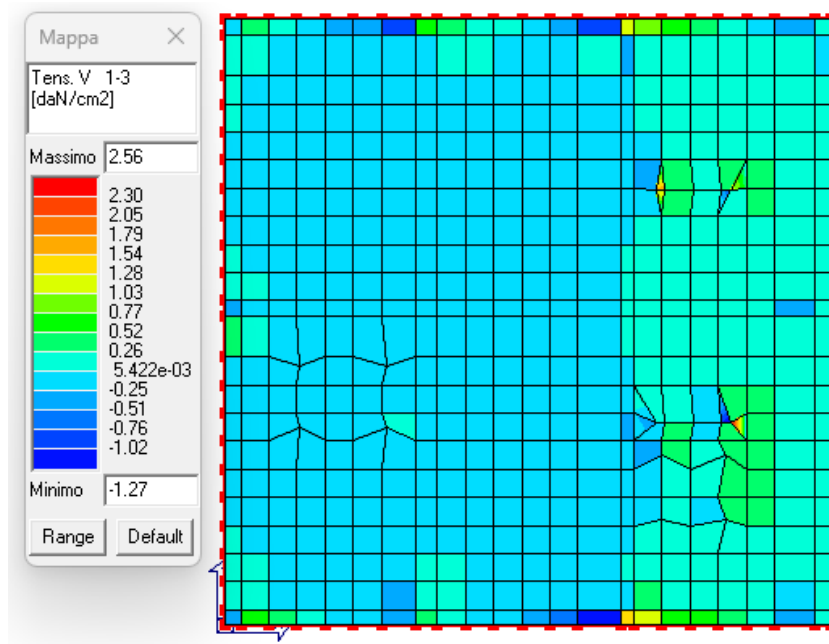 Mappa
Tens. V 1-3
[daN/cm2]
Massimo 2.56
2.30
2.05
1.79
1.54
1.28
1.03
0.77
0.52
0.26
5.422e-03
-0.25
-0.51
-0.76
-1.02
Minimo -1.27
Range Default